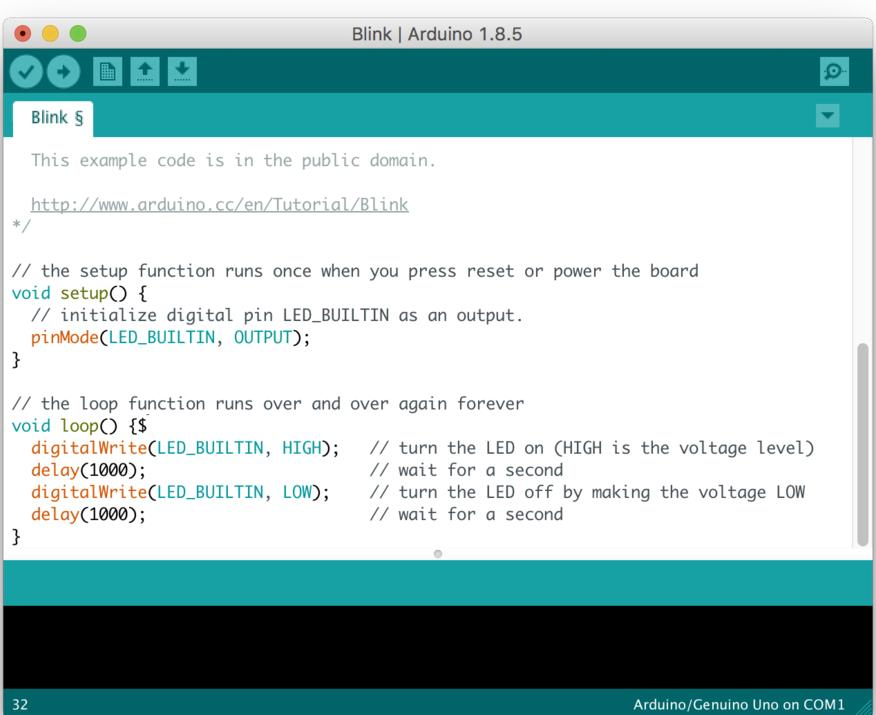 Blink | Arduino 1.8.5
Blink §
This example code is in the public domain.
http://www.arduino.cc/en/Tutorial/Blink
*/
// the setup function runs once when you press reset or power the board
void setup() {
  // initialize digital pin LED_BUILTIN as an output.
  pinMode(LED_BUILTIN, OUTPUT);
}
// the loop function runs over and over again forever
void loop() {$
  digitalWrite(LED_BUILTIN, HIGH);   // turn the LED on (HIGH is the voltage level)
  delay(1000);                       // wait for a second
  digitalWrite(LED_BUILTIN, LOW);    // turn the LED off by making the voltage LOW
  delay(1000);                       // wait for a second
}
32 Arduino/Genuino Uno on COM1